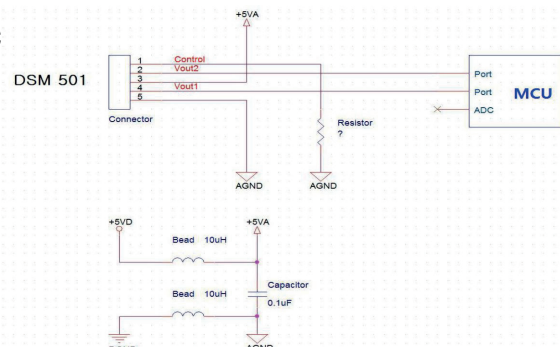 +5VA
DSM 501
1 Control
2 Vout2
3
4 Vout1
5
Connector
Resistor
?
Port
Port
ADC
MCU
AGND
AGND
+5VD
+5VA
Bead 10uH
Capacitor
0.1uF
Bead 10uH
AGND